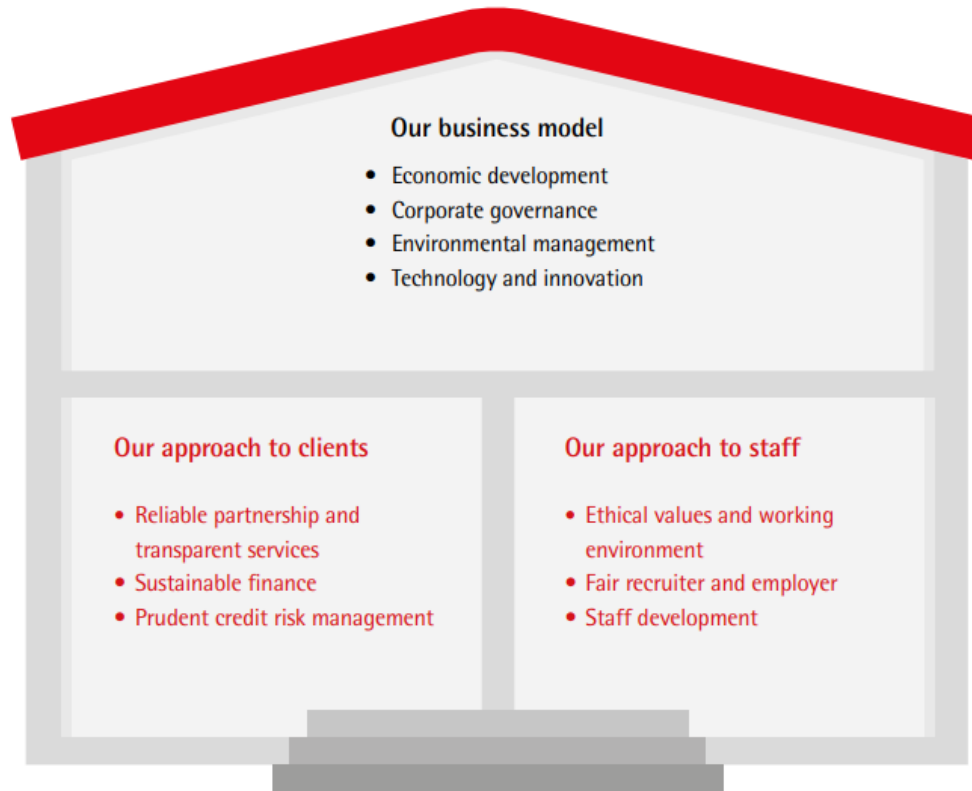 Our business model
• Economic development
• Corporate governance
• Environmental management
• Technology and innovation
Our approach to clients
• Reliable partnership and
transparent services
• Sustainable finance
• Prudent credit risk management
Our approach to staff
• Ethical values and working
environment
• Fair recruiter and employer
• Staff development